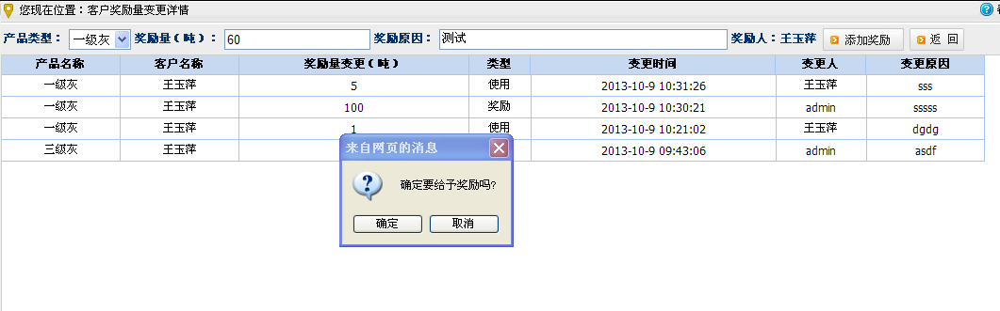 您现在位置：客户奖励量变更详情
产品类型： 一级灰 奖励量（吨）： 60 奖励原因： 测试 奖励人：王玉萍 添加奖励 返 回
产品名称 客户名称 奖励量变更（吨） 类型 变更时间 变更人 变更原因
一级灰 王玉萍 5 使用 2013-10-9 10:31:26 王玉萍 sss
一级灰 王玉萍 100 奖励 2013-10-9 10:30:21 admin sssss
一级灰 王玉萍 1 使用 2013-10-9 10:21:02 王玉萍 dgdg
三级灰 王玉萍 2013-10-9 09:43:06 admin asdf
来自网页的消息
确定要给予奖励吗?
确定 取消